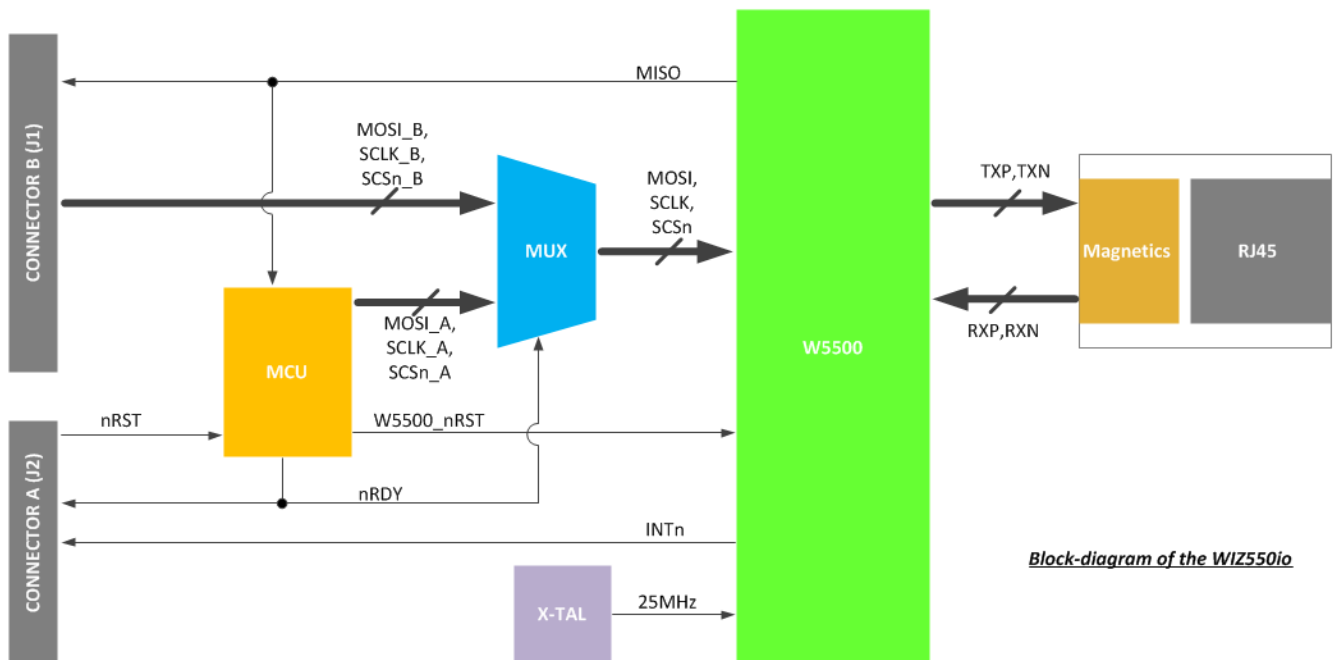 CONNECTOR B (J1)
MISO
MOSI_B,
SCLK_B,
SCSn_B
MUX
MOSI,
SCLK,
SCSn
TXP,TXN
Magnetics
RJ45
RXP,RXN
W5500
MCU
MOSI_A,
SCLK_A,
SCSn_A
CONNECTOR A (J2)
nRST
W5500_nRST
nRDY
INTn
X-TAL
25MHz
Block-diagram of the WIZ550io